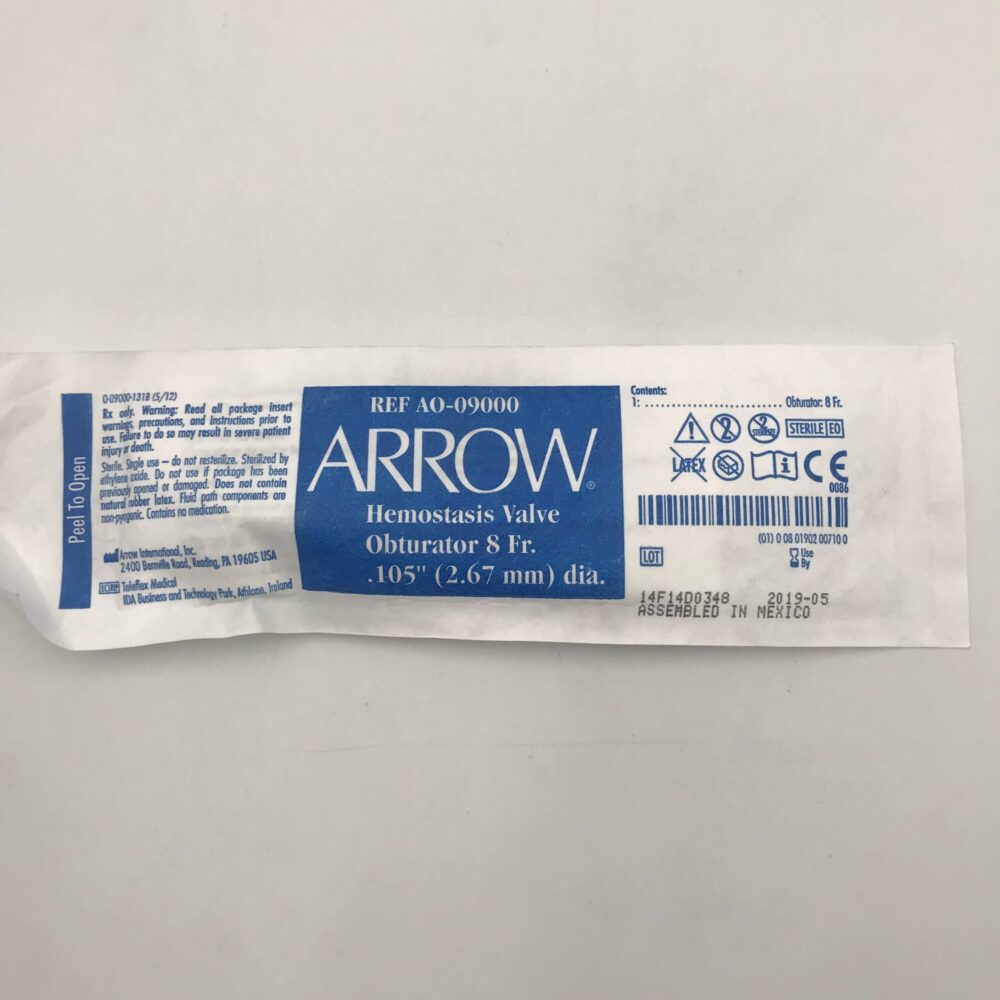 Peel To Open
O-09000-131B (5/12)
Rx only. Warning: Read all package insert
warnings, precautions, and instructions prior to
use. Failure to do so may result in severe patient
injury or death.
Sterile. Single use – do not resterilize. Sterilized by
ethylene oxide. Do not use if package has been
previously opened or damaged. Does not contain
natural rubber latex. Fluid path components are
non-pyrogenic. Contains no medication.
Arrow International, Inc.
2400 Bernville Road, Reading, PA 19605 USA
EC REP Teleflex Medical
IDA Business and Technology Park, Athlone, Ireland
REF AO-09000
ARROW®
Hemostasis Valve
Obturator 8 Fr.
.105" (2.67 mm) dia.
Contents:
1: ........................................ Obturator: 8 Fr.
2 2 STERILIZE STERILE EO
LATEX i CE
0086
(01) 0 08 01902 00710 0
LOT Use
By
14F14D0348 2019-05
ASSEMBLED IN MEXICO